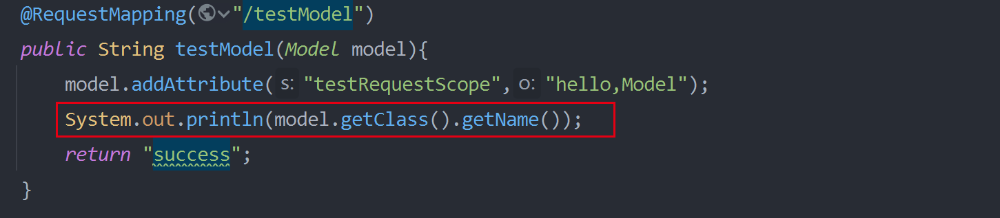 @RequestMapping("/testModel")
public String testModel(Model model){
model.addAttribute( s: "testRequestScope", o: "hello,Model");
System.out.println(model.getClass().getName());
return "success";
}